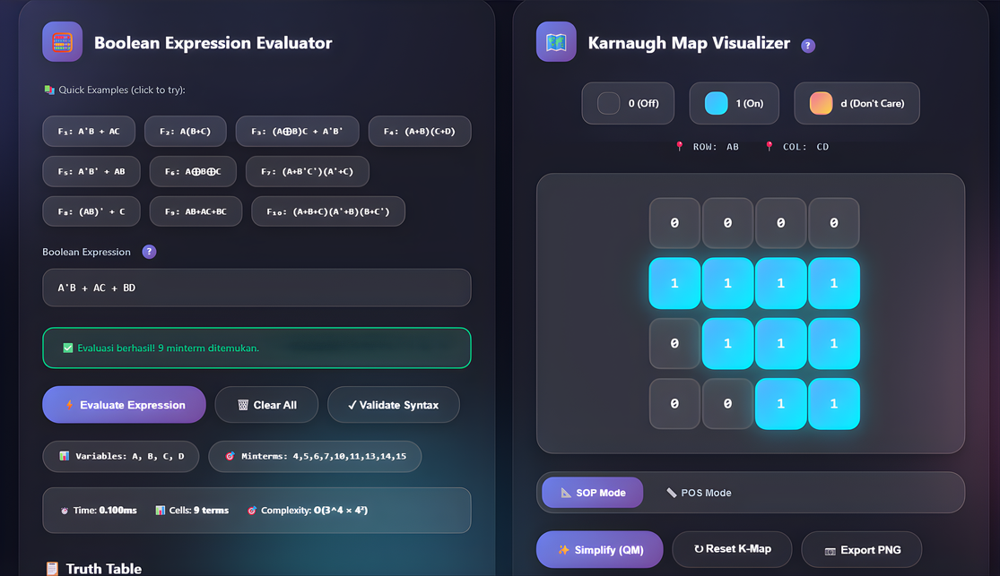 Boolean Expression Evaluator
Quick Examples (click to try):
F₁: A'B + AC
F₂: A(B+C)
F₃: (A⊕B)C + A'B'
F₄: (A+B)(C+D)
F₅: A'B' + AB
F₆: A⊕B⊕C
F₇: (A+B'C')(A'+C)
F₈: (AB)' + C
F₉: AB+AC+BC
F₁₀: (A+B+C)(A'+B)(B+C')
Boolean Expression ?
A'B + AC + BD
✅ Evaluasi berhasil! 9 minterm ditemukan.
Evaluate Expression
Clear All
✓ Validate Syntax
Variables: A, B, C, D
Minterms: 4,5,6,7,10,11,13,14,15
Time: 0.100ms
Cells: 9 terms
Complexity: O(3^4 × 4²)
Truth Table
Karnaugh Map Visualizer ?
0 (Off)
1 (On)
d (Don't Care)
ROW: AB
COL: CD
0 0 0 0
1 1 1 1
0 1 1 1
0 0 1 1
SOP Mode
POS Mode
Simplify (QM)
↻ Reset K-Map
Export PNG